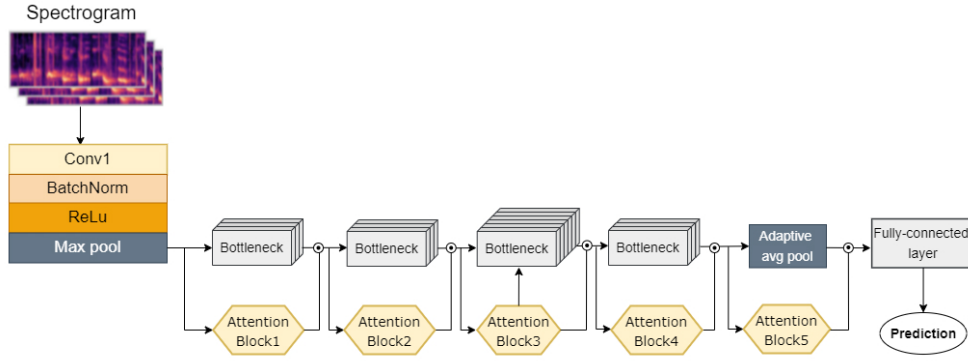 Spectrogram
Conv1
BatchNorm
ReLu
Max pool
Bottleneck
Bottleneck
Bottleneck
Bottleneck
Adaptive
avg pool
Fully-connected
layer
Attention
Block1
Attention
Block2
Attention
Block3
Attention
Block4
Attention
Block5
Prediction